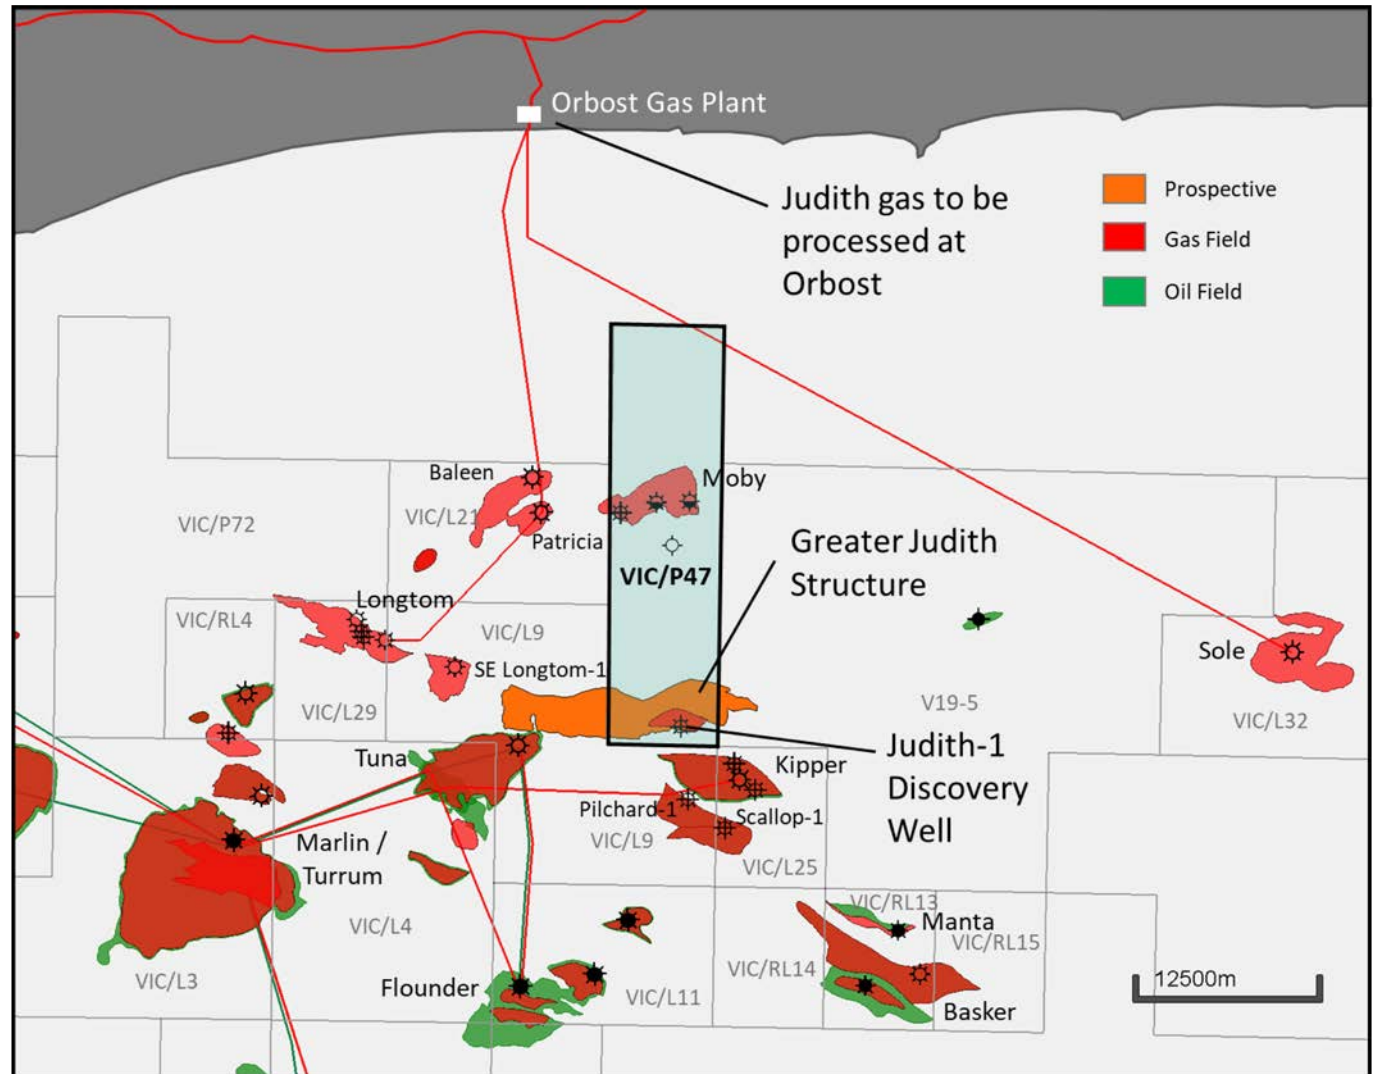 Orbost Gas Plant
Judith gas to be
processed at
Orbost
Prospective
Gas Field
Oil Field
Baleen
Moby
VIC/P72
VIC/L21
Patricia
VIC/P47
Greater Judith
Structure
Longtom
VIC/RL4
VIC/L9
SE Longtom-1
Sole
V19-5
VIC/L29
VIC/L32
Tuna
Kipper
Judith-1
Discovery
Well
Pilchard-1
Scallop-1
VIC/L9
VIC/L25
Marlin /
Turrum
VIC/L4
VIC/RL13
Manta
VIC/RL15
VIC/L3
VIC/RL14
Flounder
VIC/L11
Basker
12500m